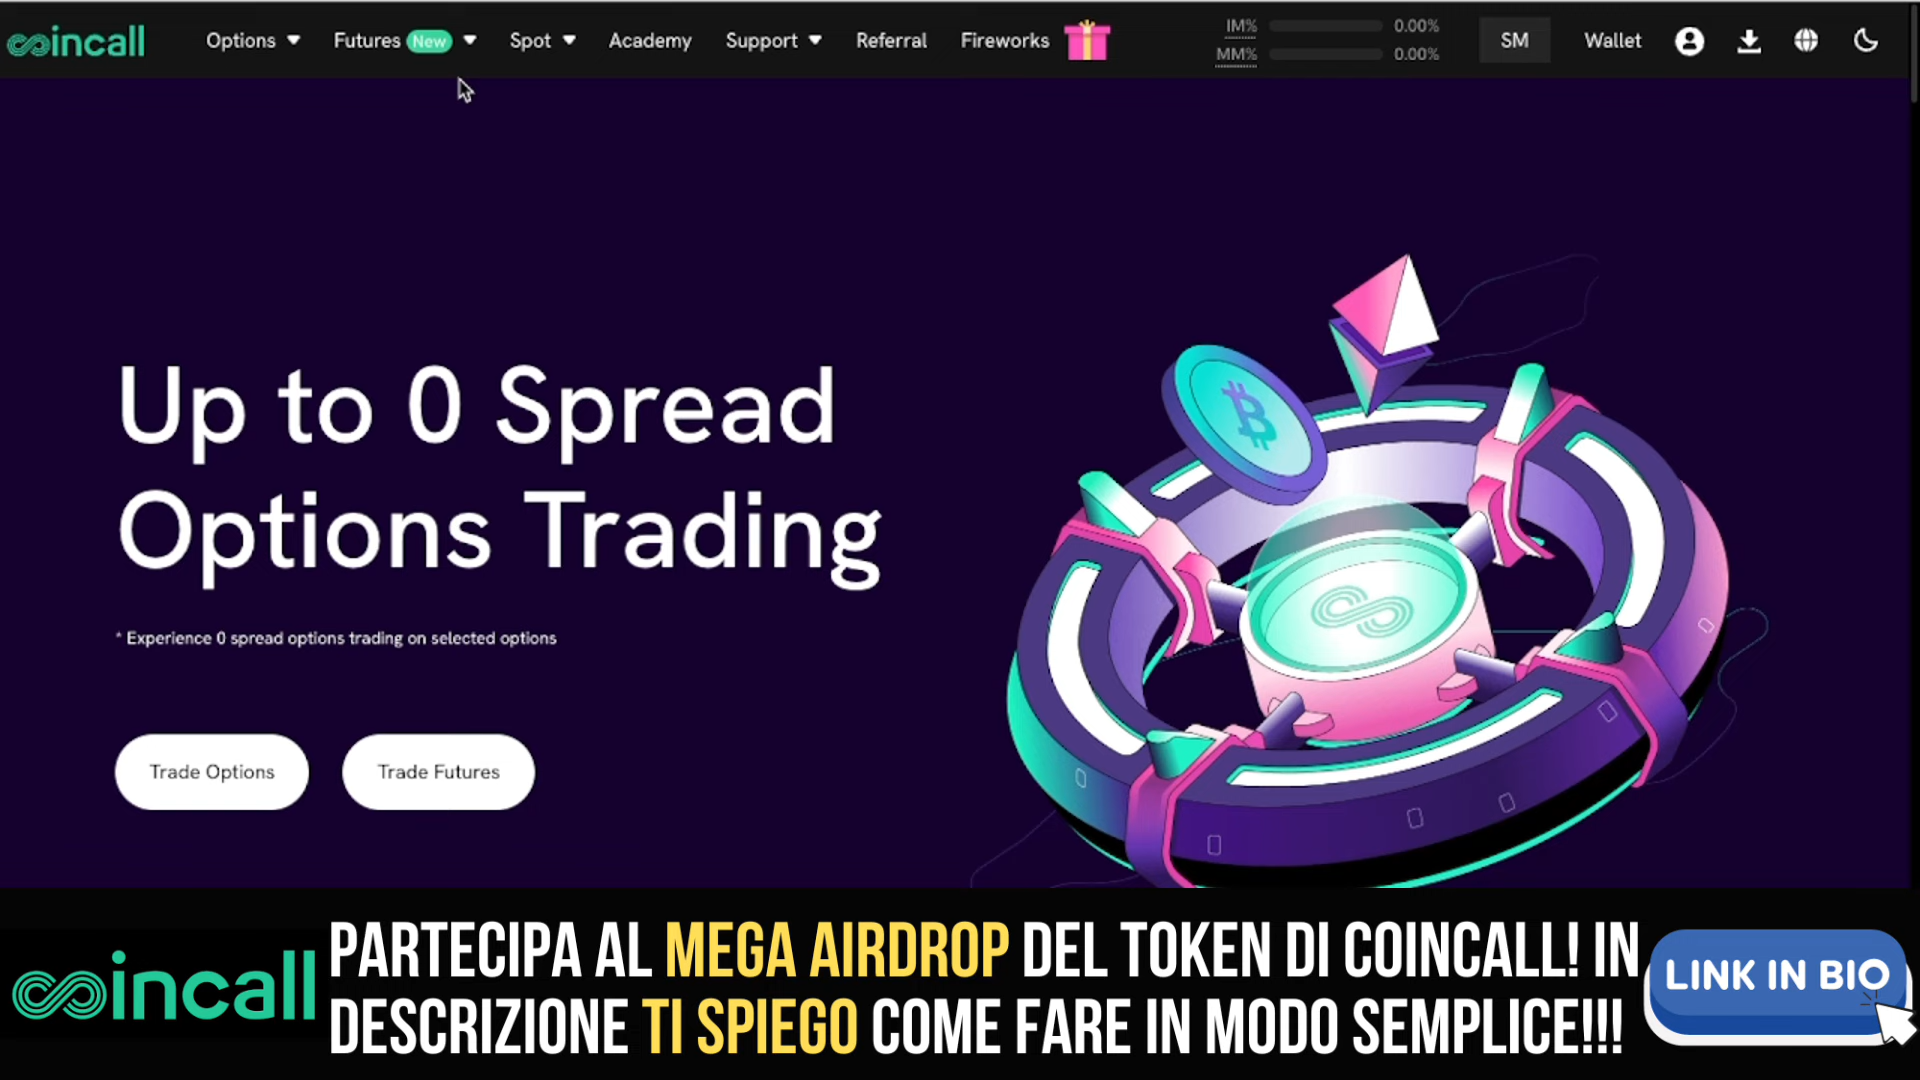 coincall Options Futures New Spot Academy Support Referral Fireworks IM% 0.00% SM Wallet
MM% 0.00%
Up to 0 Spread
Options Trading
* Experience 0 spread options trading on selected options
Trade Options Trade Futures
coincall
PARTECIPA AL MEGA AIRDROP DEL TOKEN DI COINCALL! IN
DESCRIZIONE TI SPIEGO COME FARE IN MODO SEMPLICE!!!
LINK IN BIO